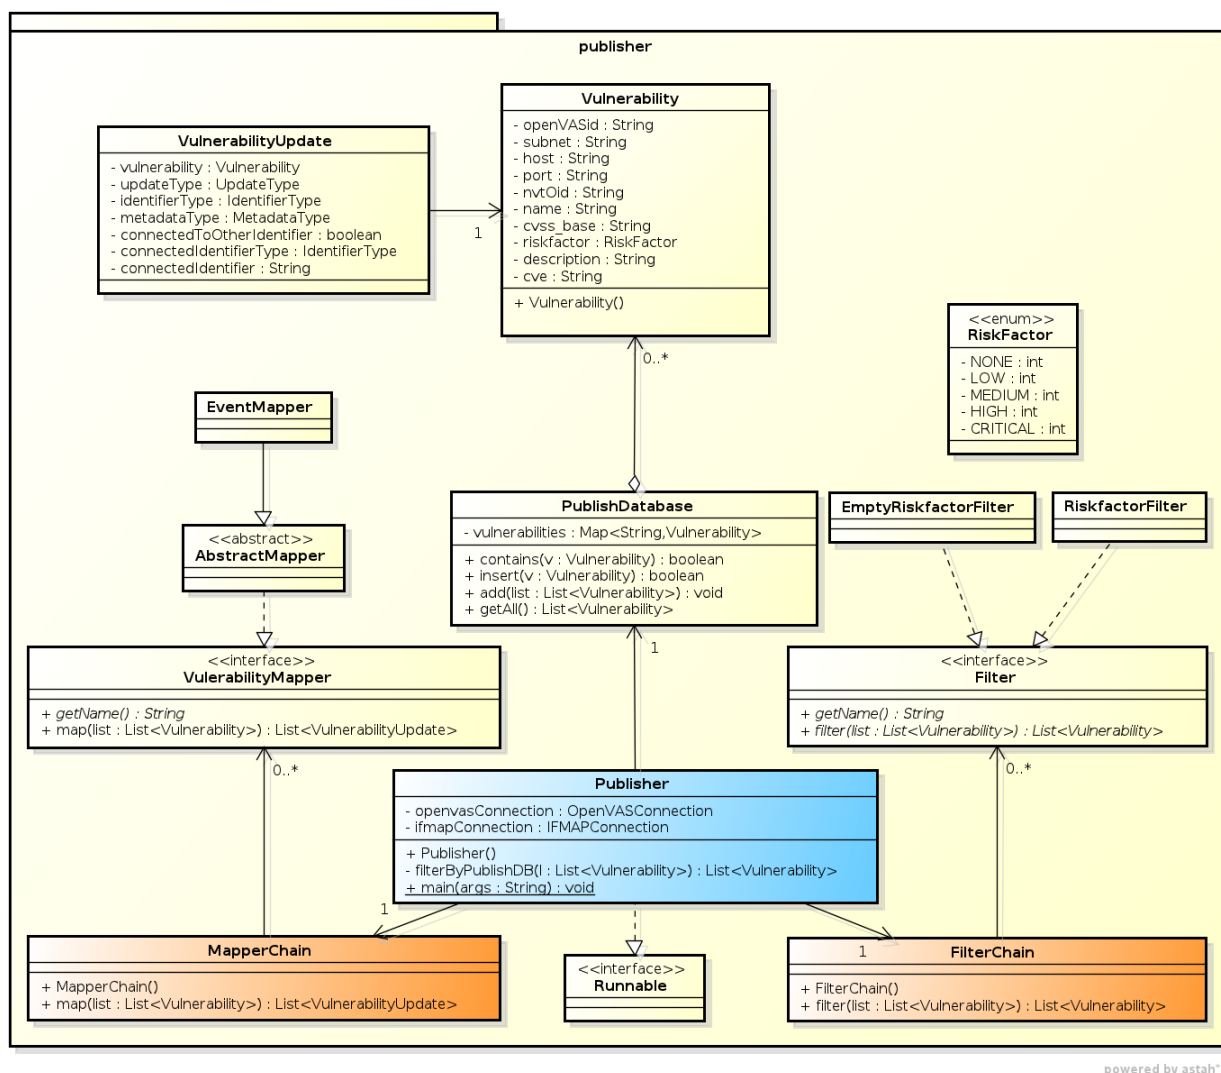 publisher
Vulnerability
- openVASid : String
- subnet : String
- host : String
- port : String
- nvtOid : String
- name : String
- cvss_base : String
- riskfactor : RiskFactor
- description : String
- cve : String
+ Vulnerability()
VulnerabilityUpdate
- vulnerability : Vulnerability
- updateType : UpdateType
- identifierType : IdentifierType
- metadataType : MetadataType
- connectedToOtherIdentifier : boolean
- connectedIdentifierType : IdentifierType
- connectedIdentifier : String
1
0..*
<<enum>>
RiskFactor
- NONE : int
- LOW : int
- MEDIUM : int
- HIGH : int
- CRITICAL : int
EventMapper
<<abstract>>
AbstractMapper
PublishDatabase
- vulnerabilities : Map<String,Vulnerability>
+ contains(v : Vulnerability) : boolean
+ insert(v : Vulnerability) : boolean
+ add(list : List<Vulnerability>) : void
+ getAll() : List<Vulnerability>
EmptyRiskfactorFilter
RiskfactorFilter
1
<<interface>>
VulerabilityMapper
+ getName() : String
+ map(list : List<Vulnerability>) : List<VulnerabilityUpdate>
<<interface>>
Filter
+ getName() : String
+ filter(list : List<Vulnerability>) : List<Vulnerability>
0..*
0..*
Publisher
- openvasConnection : OpenVASConnection
- ifmapConnection : IFMAPConnection
+ Publisher()
- filterByPublishDB(l : List<Vulnerability>) : List<Vulnerability>
+ main(args : String) : void
1
1
MapperChain
+ MapperChain()
+ map(list : List<Vulnerability>) : List<VulnerabilityUpdate>
<<interface>>
Runnable
FilterChain
+ FilterChain()
+ filter(list : List<Vulnerability>) : List<Vulnerability>
powered by astah*